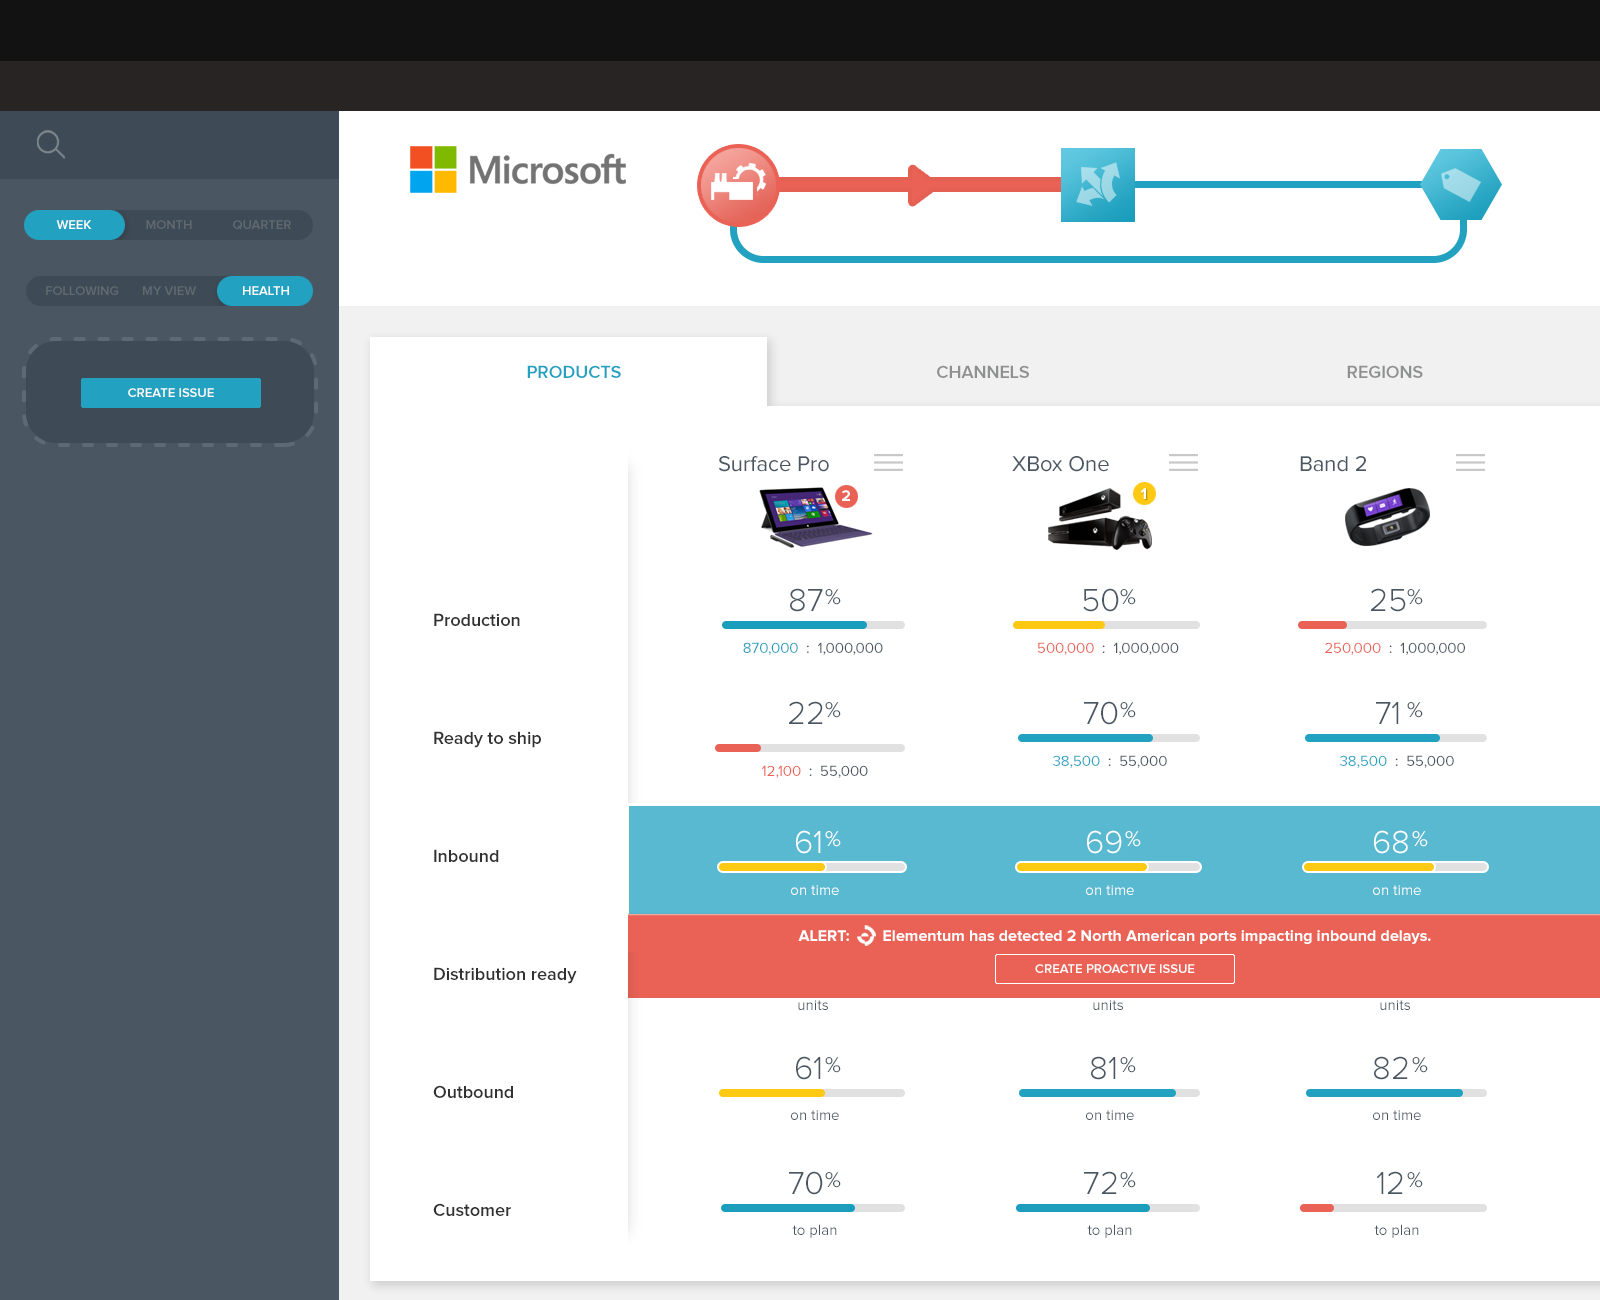 Microsoft
WEEK MONTH QUARTER
FOLLOWING MY VIEW HEALTH
CREATE ISSUE
PRODUCTS CHANNELS REGIONS
Surface Pro XBox One Band 2
2 1
Production 87% 50% 25%
870,000 : 1,000,000 500,000 : 1,000,000 250,000 : 1,000,000
Ready to ship 22% 70% 71 %
12,100 : 55,000 38,500 : 55,000 38,500 : 55,000
Inbound 61% 69% 68%
on time on time on time
ALERT: Elementum has detected 2 North American ports impacting inbound delays.
Distribution ready CREATE PROACTIVE ISSUE
units units units
Outbound 61% 81% 82%
on time on time on time
Customer 70% 72% 12%
to plan to plan to plan